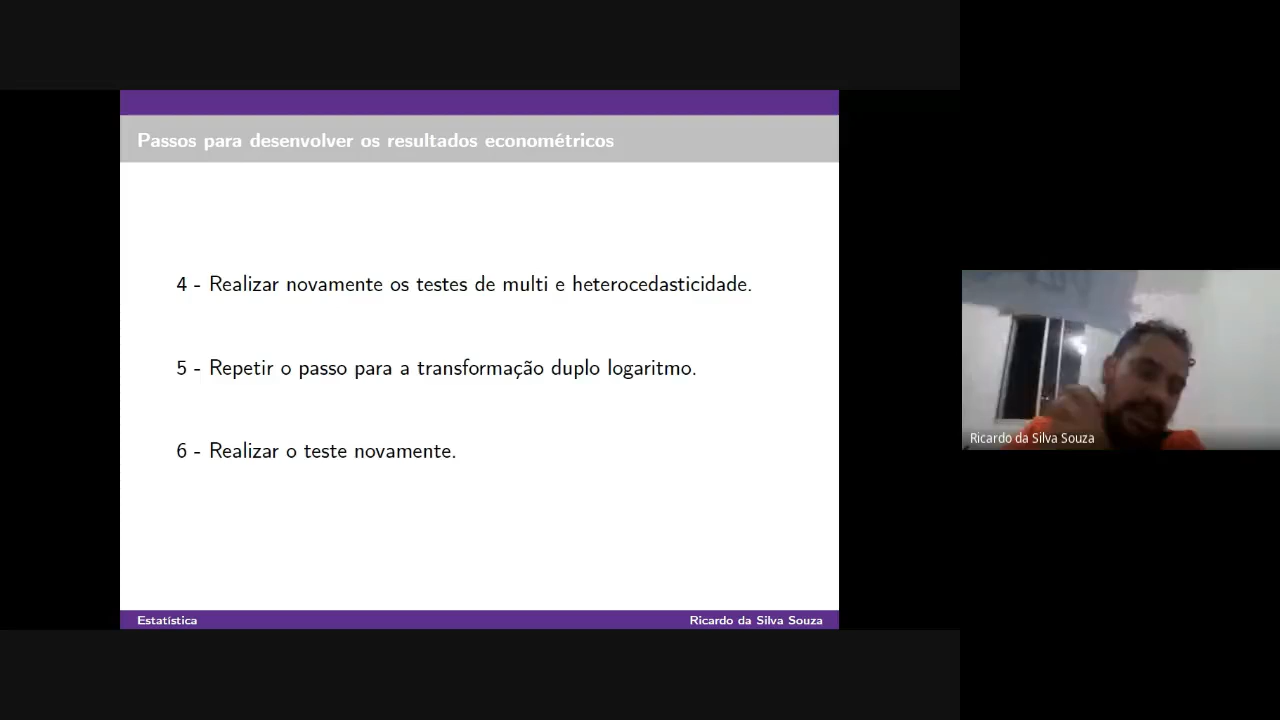 Passos para desenvolver os resultados econométricos
4 - Realizar novamente os testes de multi e heterocedasticidade.
5 - Repetir o passo para a transformação duplo logaritmo.
6 - Realizar o teste novamente.
Estatística
Ricardo da Silva Souza
Ricardo da Silva Souza